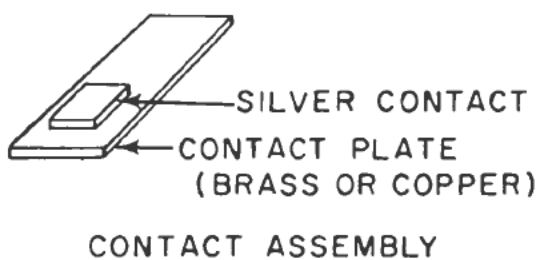 SILVER CONTACT
CONTACT PLATE
(BRASS OR COPPER)
CONTACT ASSEMBLY